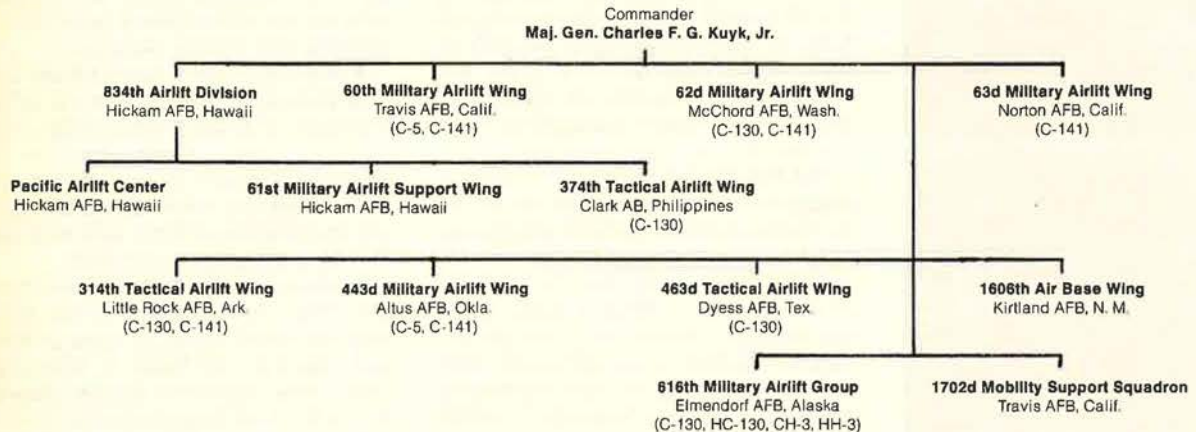 Commander
Maj. Gen. Charles F. G. Kuyk, Jr.
834th Airlift Division
Hickam AFB, Hawaii
60th Military Airlift Wing
Travis AFB, Calif.
(C-5, C-141)
62d Military Airlift Wing
McChord AFB, Wash.
(C-130, C-141)
63d Military Airlift Wing
Norton AFB, Calif.
(C-141)
Pacific Airlift Center
Hickam AFB, Hawaii
61st Military Airlift Support Wing
Hickam AFB, Hawaii
374th Tactical Airlift Wing
Clark AB, Philippines
(C-130)
314th Tactical Airlift Wing
Little Rock AFB, Ark.
(C-130, C-141)
443d Military Airlift Wing
Altus AFB, Okla.
(C-5, C-141)
463d Tactical Airlift Wing
Dyess AFB, Tex.
(C-130)
1606th Air Base Wing
Kirtland AFB, N. M.
616th Military Airlift Group
Elmendorf AFB, Alaska
(C-130, HC-130, CH-3, HH-3)
1702d Mobility Support Squadron
Travis AFB, Calif.